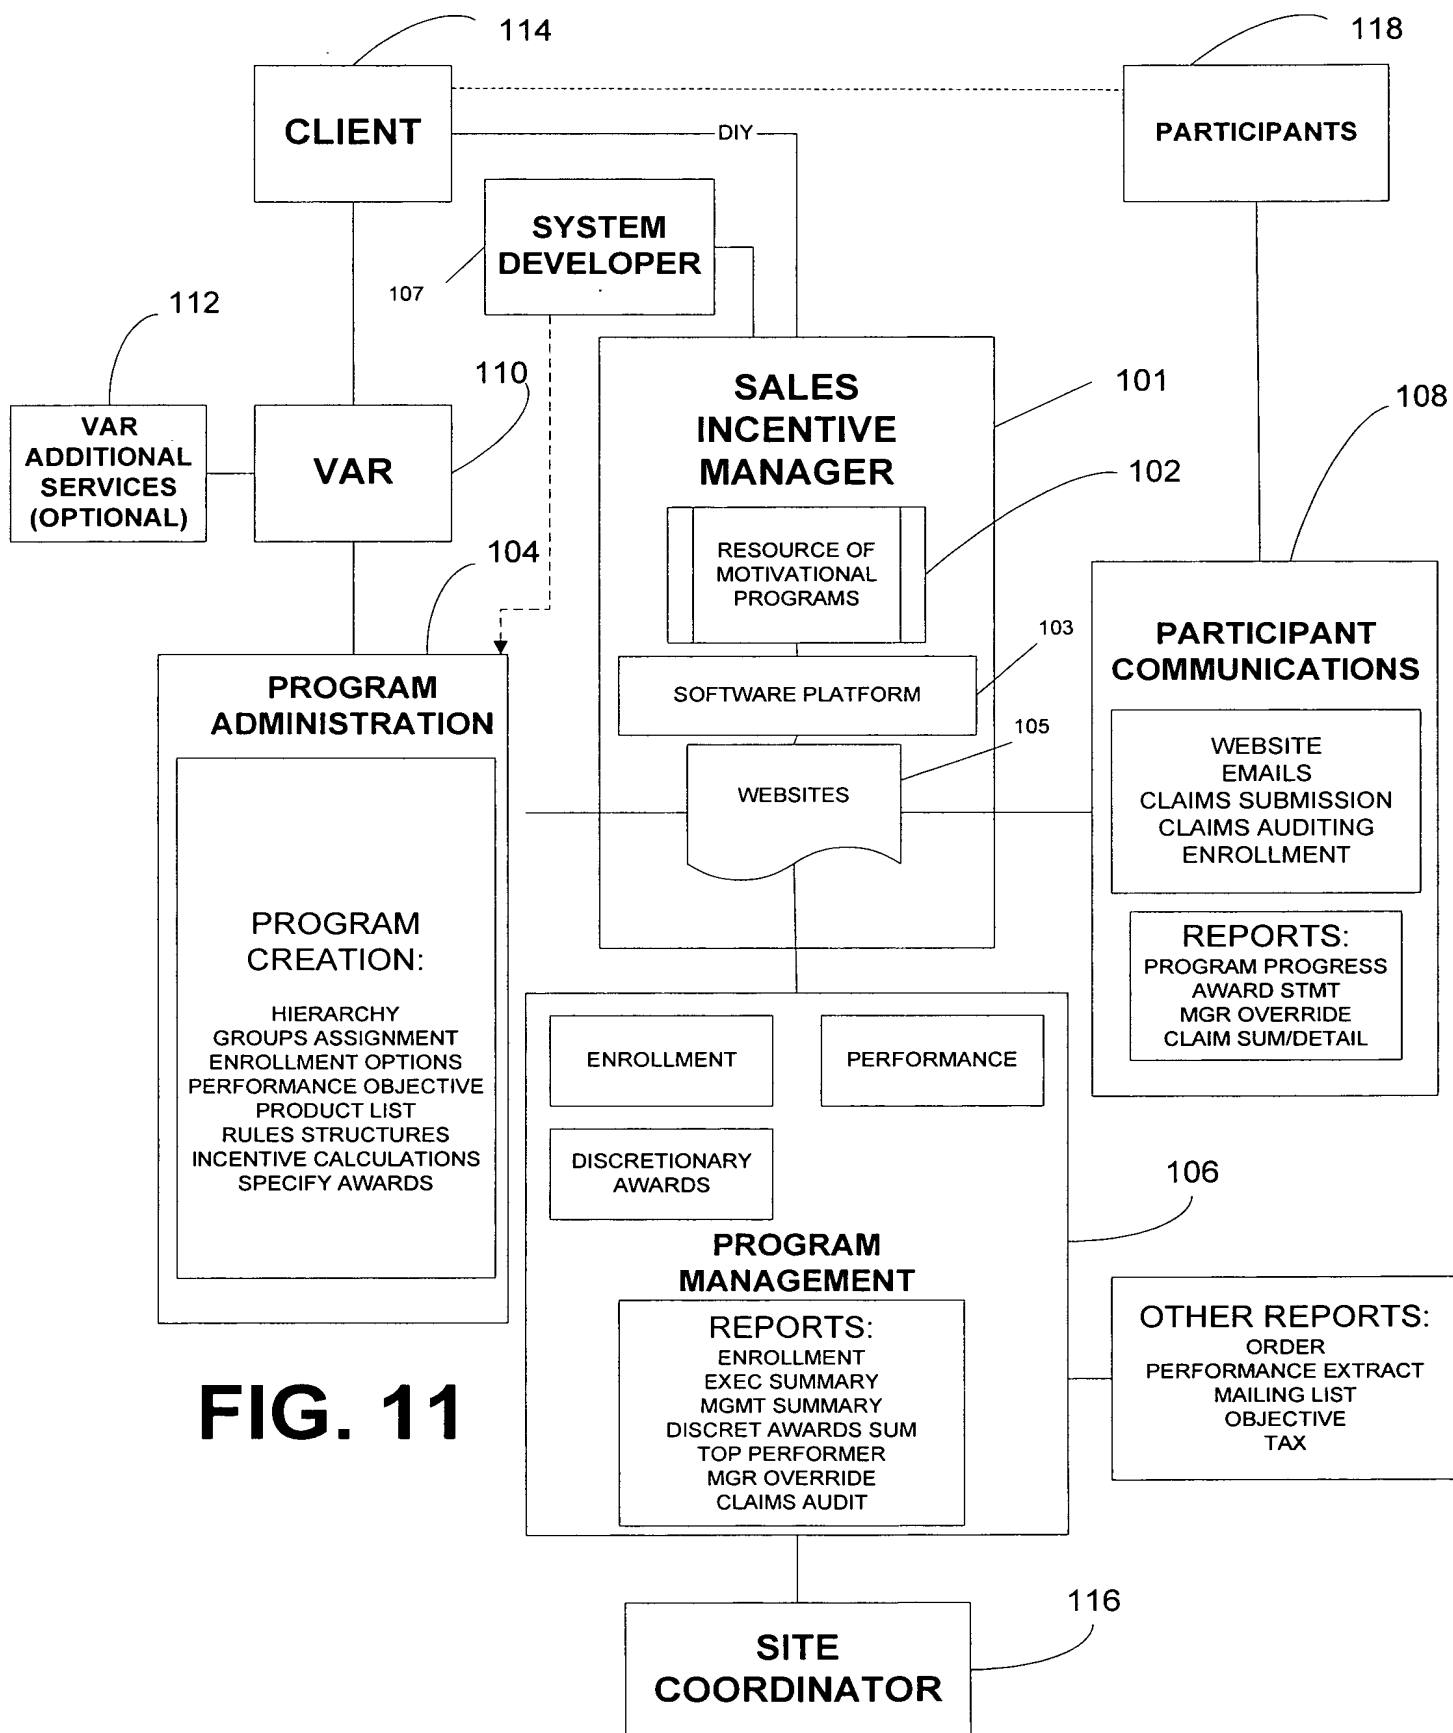 114
118
CLIENT
DIY
PARTICIPANTS
SYSTEM
DEVELOPER
107
112
110
VAR
ADDITIONAL
SERVICES
(OPTIONAL)
VAR
SALES
INCENTIVE
MANAGER
101
108
102
RESOURCE OF
MOTIVATIONAL
PROGRAMS
103
SOFTWARE PLATFORM
105
WEBSITES
104
PROGRAM
ADMINISTRATION
PROGRAM
CREATION:
HIERARCHY
GROUPS ASSIGNMENT
ENROLLMENT OPTIONS
PERFORMANCE OBJECTIVE
PRODUCT LIST
RULES STRUCTURES
INCENTIVE CALCULATIONS
SPECIFY AWARDS
PARTICIPANT
COMMUNICATIONS
WEBSITE
EMAILS
CLAIMS SUBMISSION
CLAIMS AUDITING
ENROLLMENT
REPORTS:
PROGRAM PROGRESS
AWARD STMT
MGR OVERRIDE
CLAIM SUM/DETAIL
ENROLLMENT
PERFORMANCE
DISCRETIONARY
AWARDS
106
PROGRAM
MANAGEMENT
REPORTS:
ENROLLMENT
EXEC SUMMARY
MGMT SUMMARY
DISCRET AWARDS SUM
TOP PERFORMER
MGR OVERRIDE
CLAIMS AUDIT
OTHER REPORTS:
ORDER
PERFORMANCE EXTRACT
MAILING LIST
OBJECTIVE
TAX
FIG. 11
116
SITE
COORDINATOR